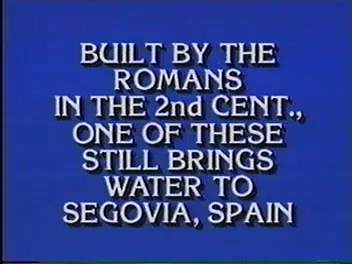 BUILT BY THE
ROMANS
IN THE 2nd CENT.,
ONE OF THESE
STILL BRINGS
WATER TO
SEGOVIA, SPAIN